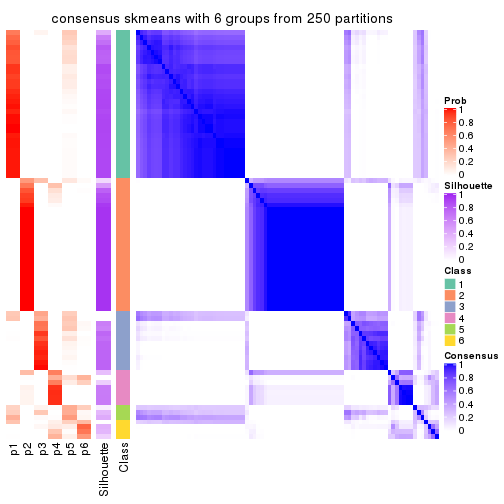 consensus skmeans with 6 groups from 250 partitions
Prob
1
0.8
0.6
0.4
0.2
0
Silhouette
1
0.8
0.6
0.4
0.2
0
Class
1
2
3
4
5
6
Consensus
1
0.8
0.6
0.4
0.2
0
p1
p2
p3
p4
p5
p6
Silhouette
Class